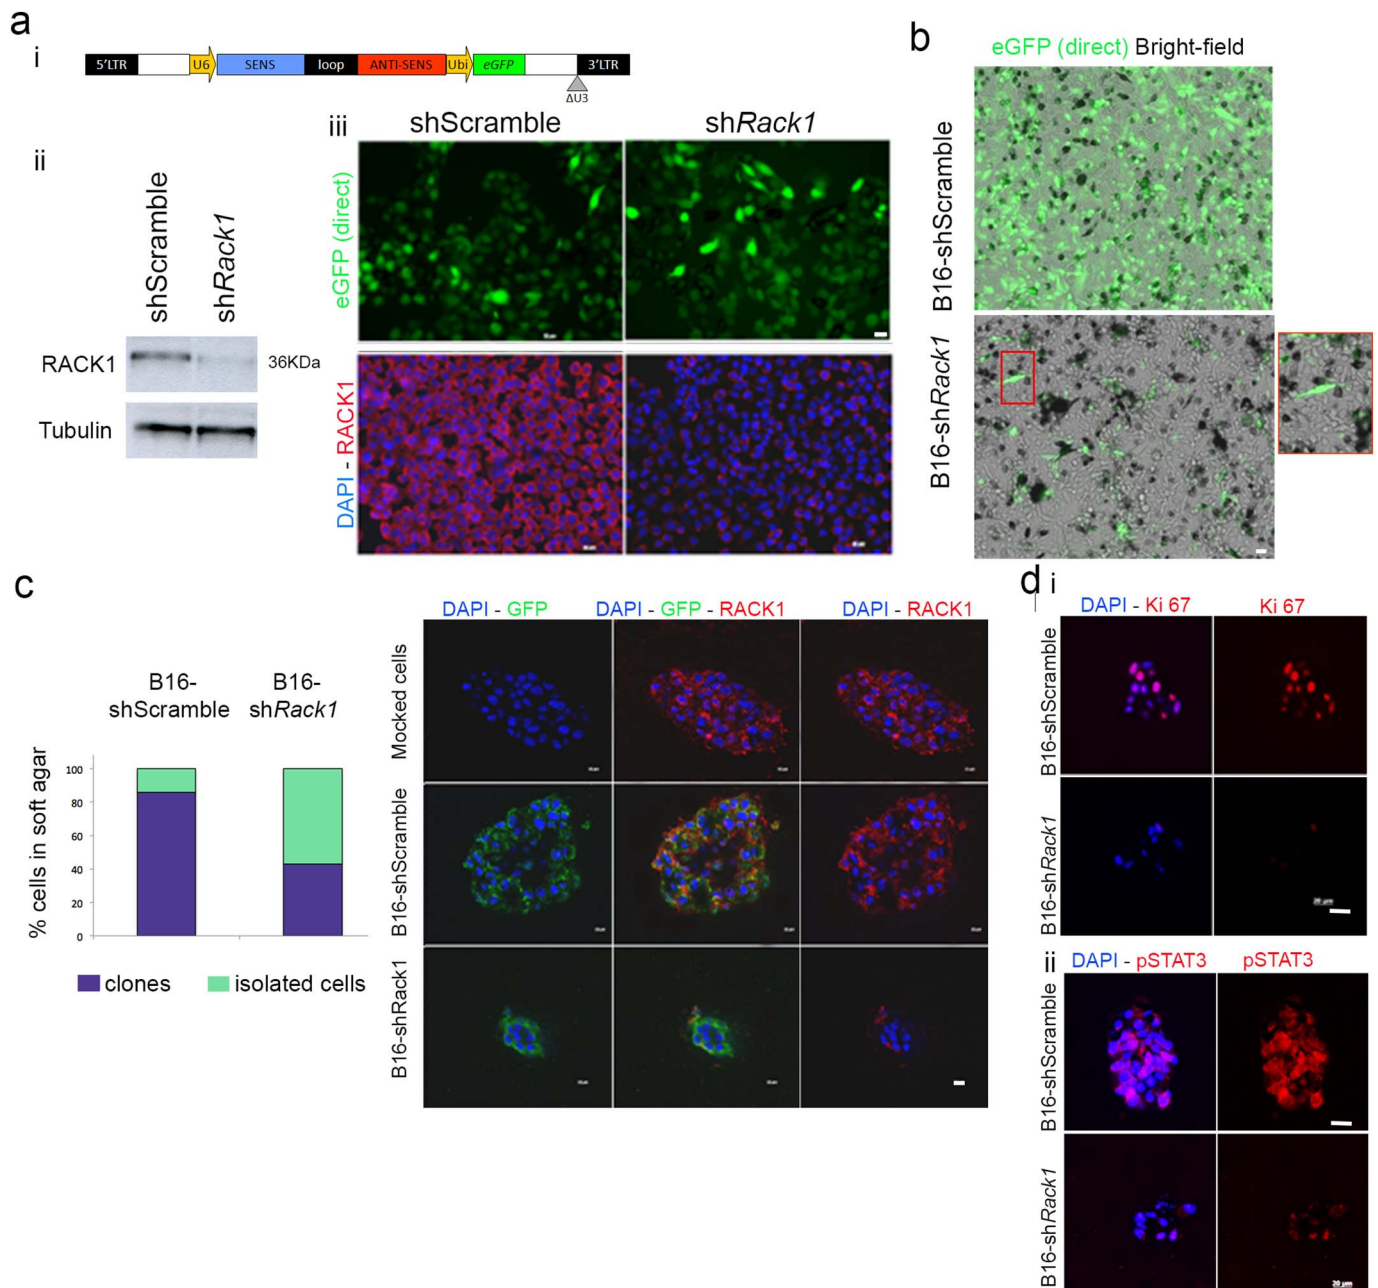 a
i
5'LTR U6 SENS loop ANTI-SENS Ubi eGFP 3'LTR
ΔU3
ii
shScramble
shRack1
RACK1
36KDa
Tubulin
iii
shScramble
shRack1
eGFP (direct)
DAPI - RACK1
b
eGFP (direct) Bright-field
B16-shScramble
B16-shRack1
c
B16-
shScramble
B16-
shRack1
% cells in soft agar
100
80
60
40
20
0
clones
isolated cells
DAPI - GFP
DAPI - GFP - RACK1
DAPI - RACK1
Mocked cells
B16-shScramble
B16-shRack1
d
i
DAPI - Ki 67
Ki 67
B16-shScramble
B16-shRack1
20 µm
ii
DAPI - pSTAT3
pSTAT3
B16-shScramble
B16-shRack1
20 µm